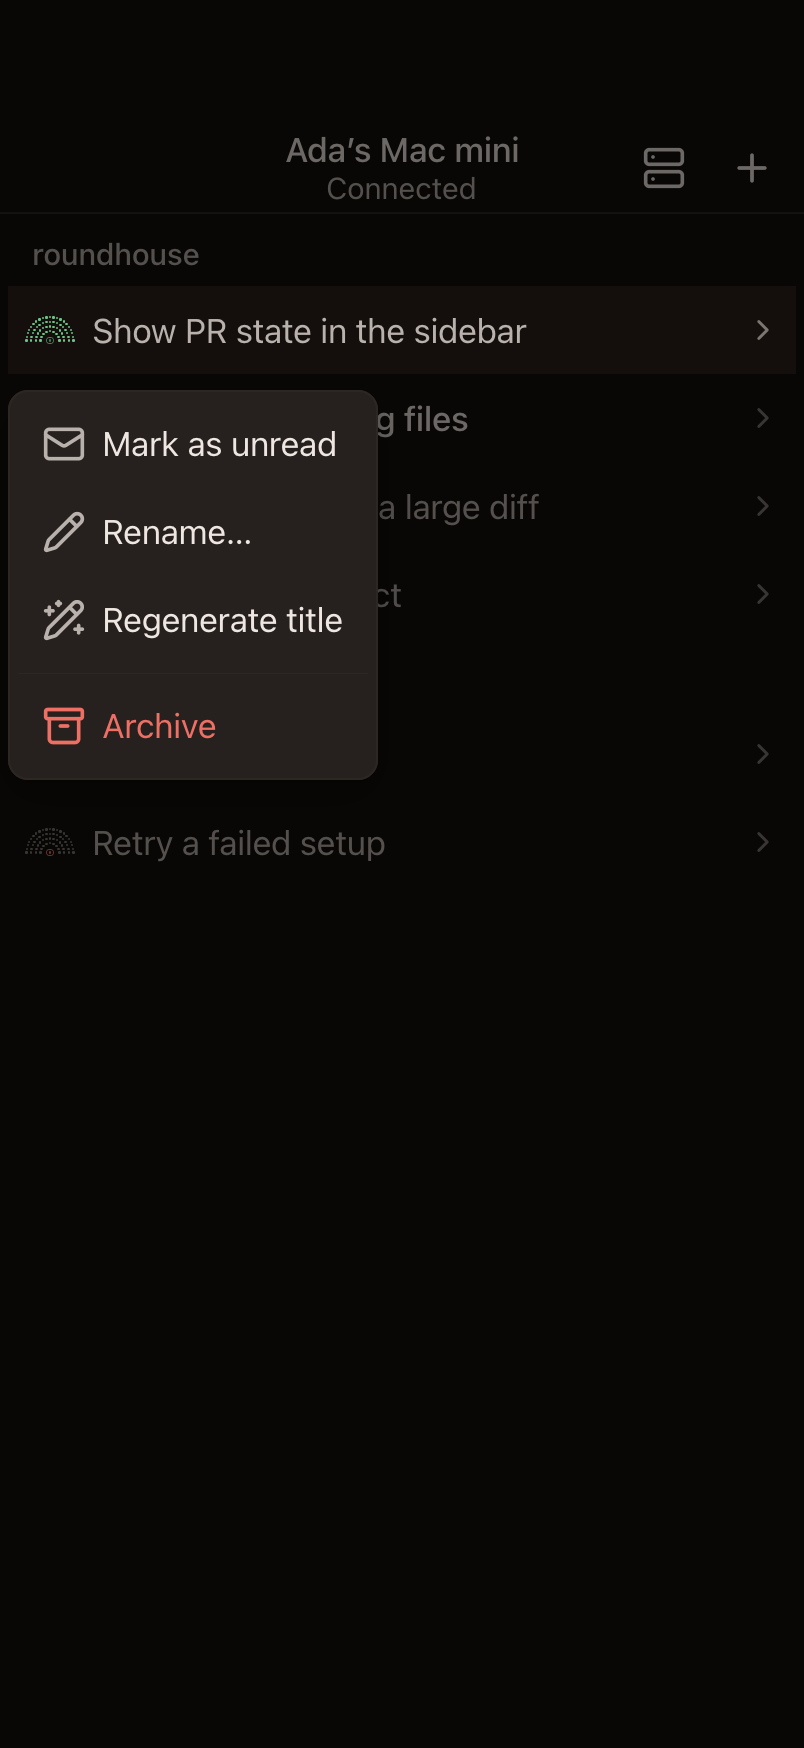 Ada’s Mac mini
Connected
roundhouse
Show PR state in the sidebar
g files
Mark as unread
a large diff
Rename...
ct
Regenerate title
Archive
Retry a failed setup